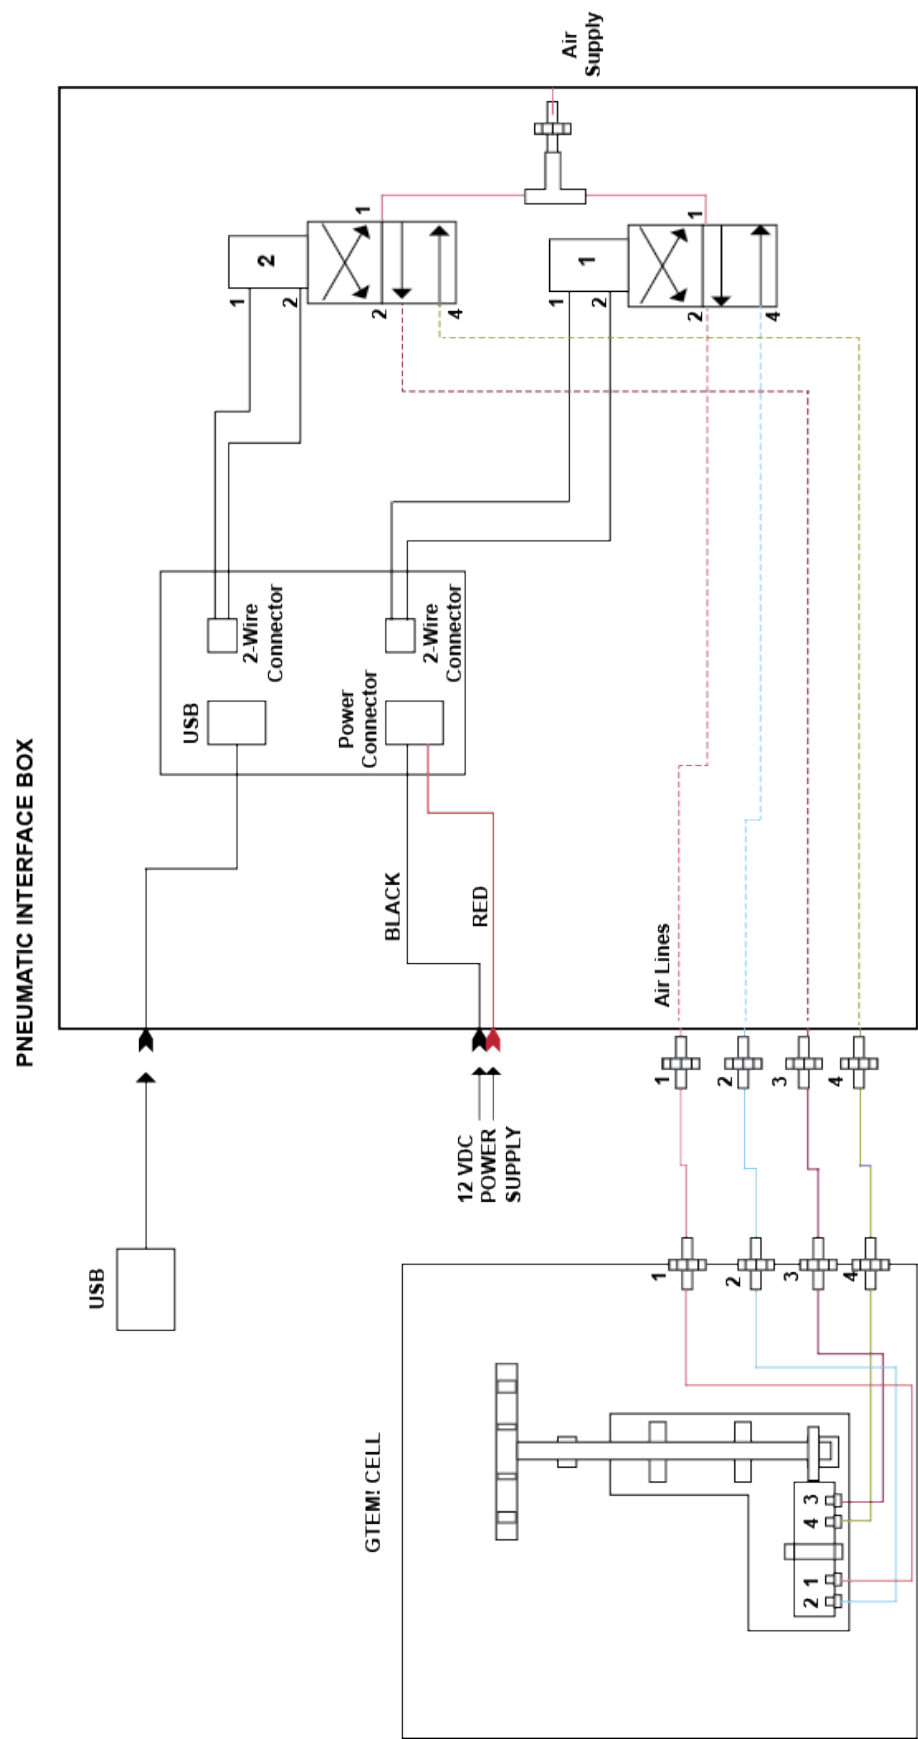 PNEUMATIC INTERFACE BOX
Air
Supply
2
1
2
1
2
4
1
1
2
1
2
4
2-Wire
Connector
2-Wire
Connector
USB
Power
Connector
BLACK
RED
Air Lines
USB
12 VDC
POWER
SUPPLY
1
2
3
4
GTEM! CELL
1
2
3
4
3
4
1
2